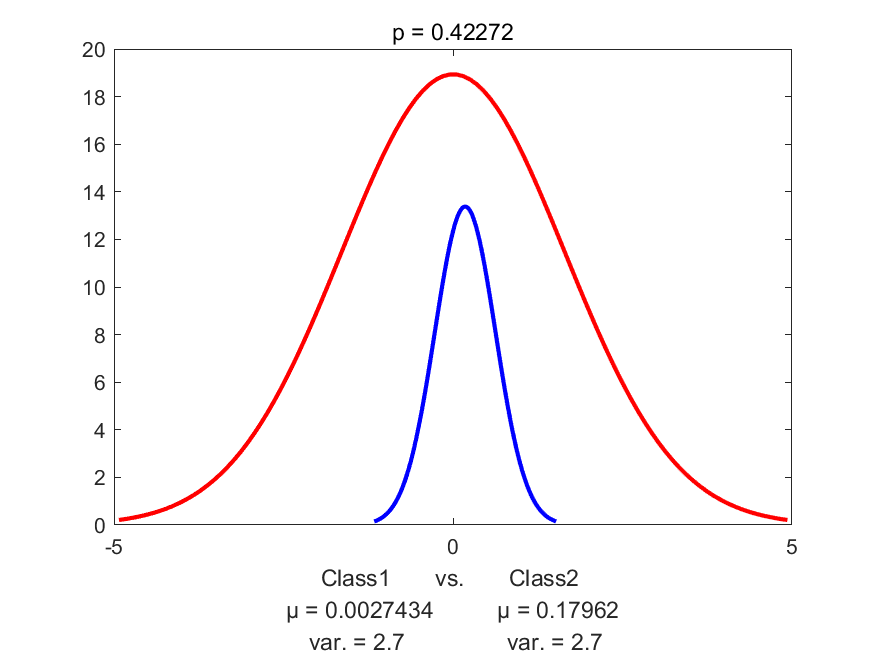 p = 0.42272
20
18
16
14
12
10
8
6
4
2
0
-5 0 5
Class1 vs. Class2
μ = 0.0027434 μ = 0.17962
var. = 2.7 var. = 2.7